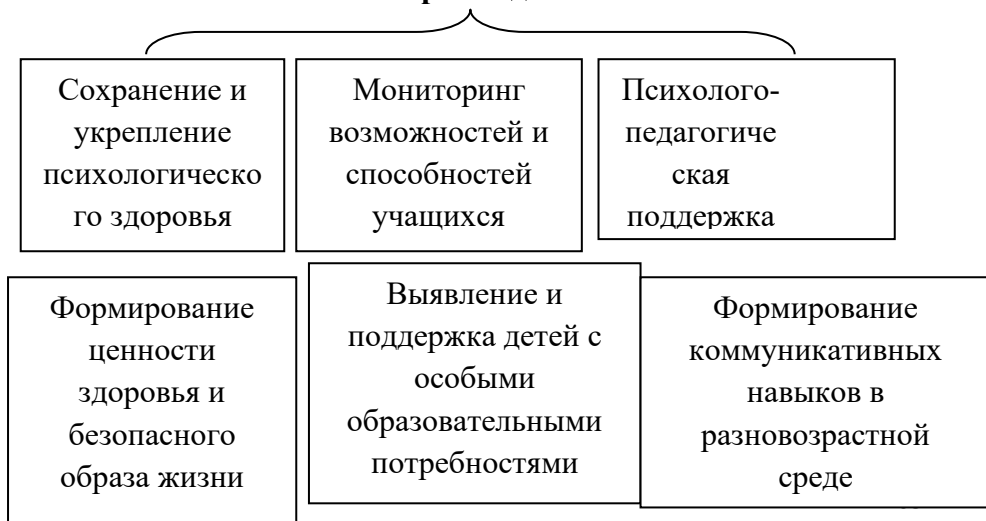 Сохранение и
укрепление
психологическо
го здоровья
Мониторинг
возможностей и
способностей
учащихся
Психолого-
педагогиче
ская
поддержка
Формирование
ценности
здоровья и
безопасного
образа жизни
Выявление и
поддержка детей с
особыми
образовательными
потребностями
Формирование
коммуникативных
навыков в
разновозрастной
среде